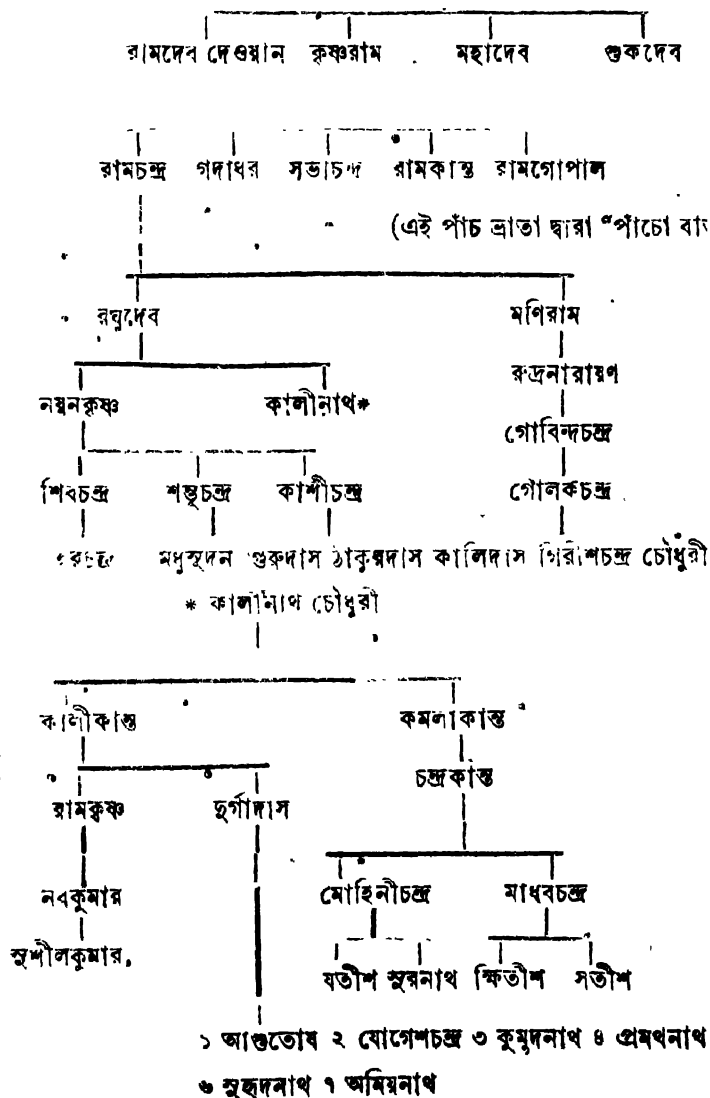 রামদেব দেওয়ান কৃষ্ণরাম মহাদেব শুকদেব
রামচন্দ্র গদাধর সভাচন্দ্র রামকান্ত রামগোপাল
(এই পাঁচ ভ্রাতা দ্বারা "পাঁচো
রঘুদেব মণিরাম
রুদ্রনারায়ণ
নয়নকৃষ্ণ কালীনাথ*
গোবিন্দচন্দ্র
শিবচন্দ্র শম্ভূচন্দ্র কাশীচন্দ্র গোলকচন্দ্র
মধুসূদন গুরুদাস ঠাকুরদাস কালিদাস গিরিশচন্দ্র চৌধুরী
* কালীনাথ চৌধুরী
কালীকান্ত কমলাকান্ত
চন্দ্রকান্ত
রামকৃষ্ণ দুর্গাদাস
নবকুমার মোহিনীচন্দ্র মাধবচন্দ্র
সুশীলকুমার.
যতীশ সুরনাথ ক্ষিতীশ সতীশ
১ আশুতোষ ২ যোগেশচন্দ্র ৩ কুমুদনাথ ৪ প্রমথনাথ
৬ সুহৃদনাথ ৭ অমিয়নাথ